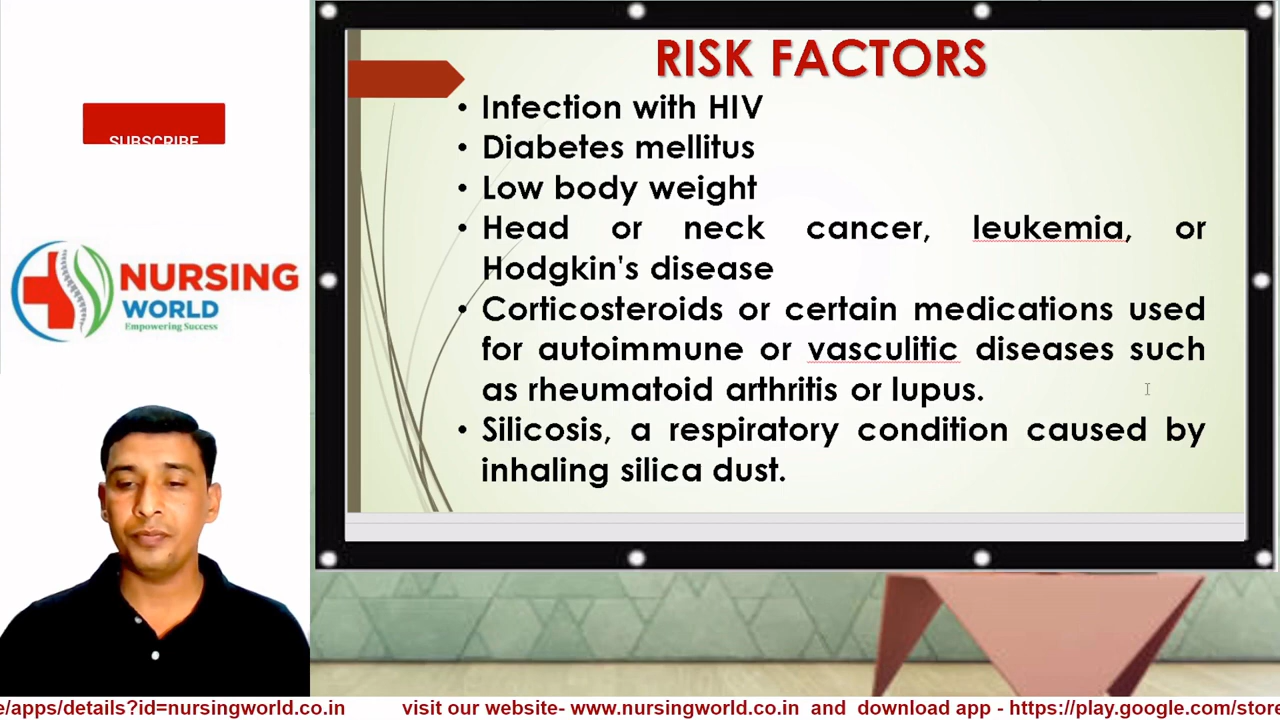 SUBSCRIBE
NURSING
WORLD
Empowering Success
RISK FACTORS
• Infection with HIV
• Diabetes mellitus
• Low body weight
• Head or neck cancer, leukemia, or
Hodgkin's disease
• Corticosteroids or certain medications used
for autoimmune or vasculitic diseases such
as rheumatoid arthritis or lupus.
• Silicosis, a respiratory condition caused by
inhaling silica dust.
e/apps/details?id=nursingworld.co.in visit our website- www.nursingworld.co.in and download app - https://play.google.com/store